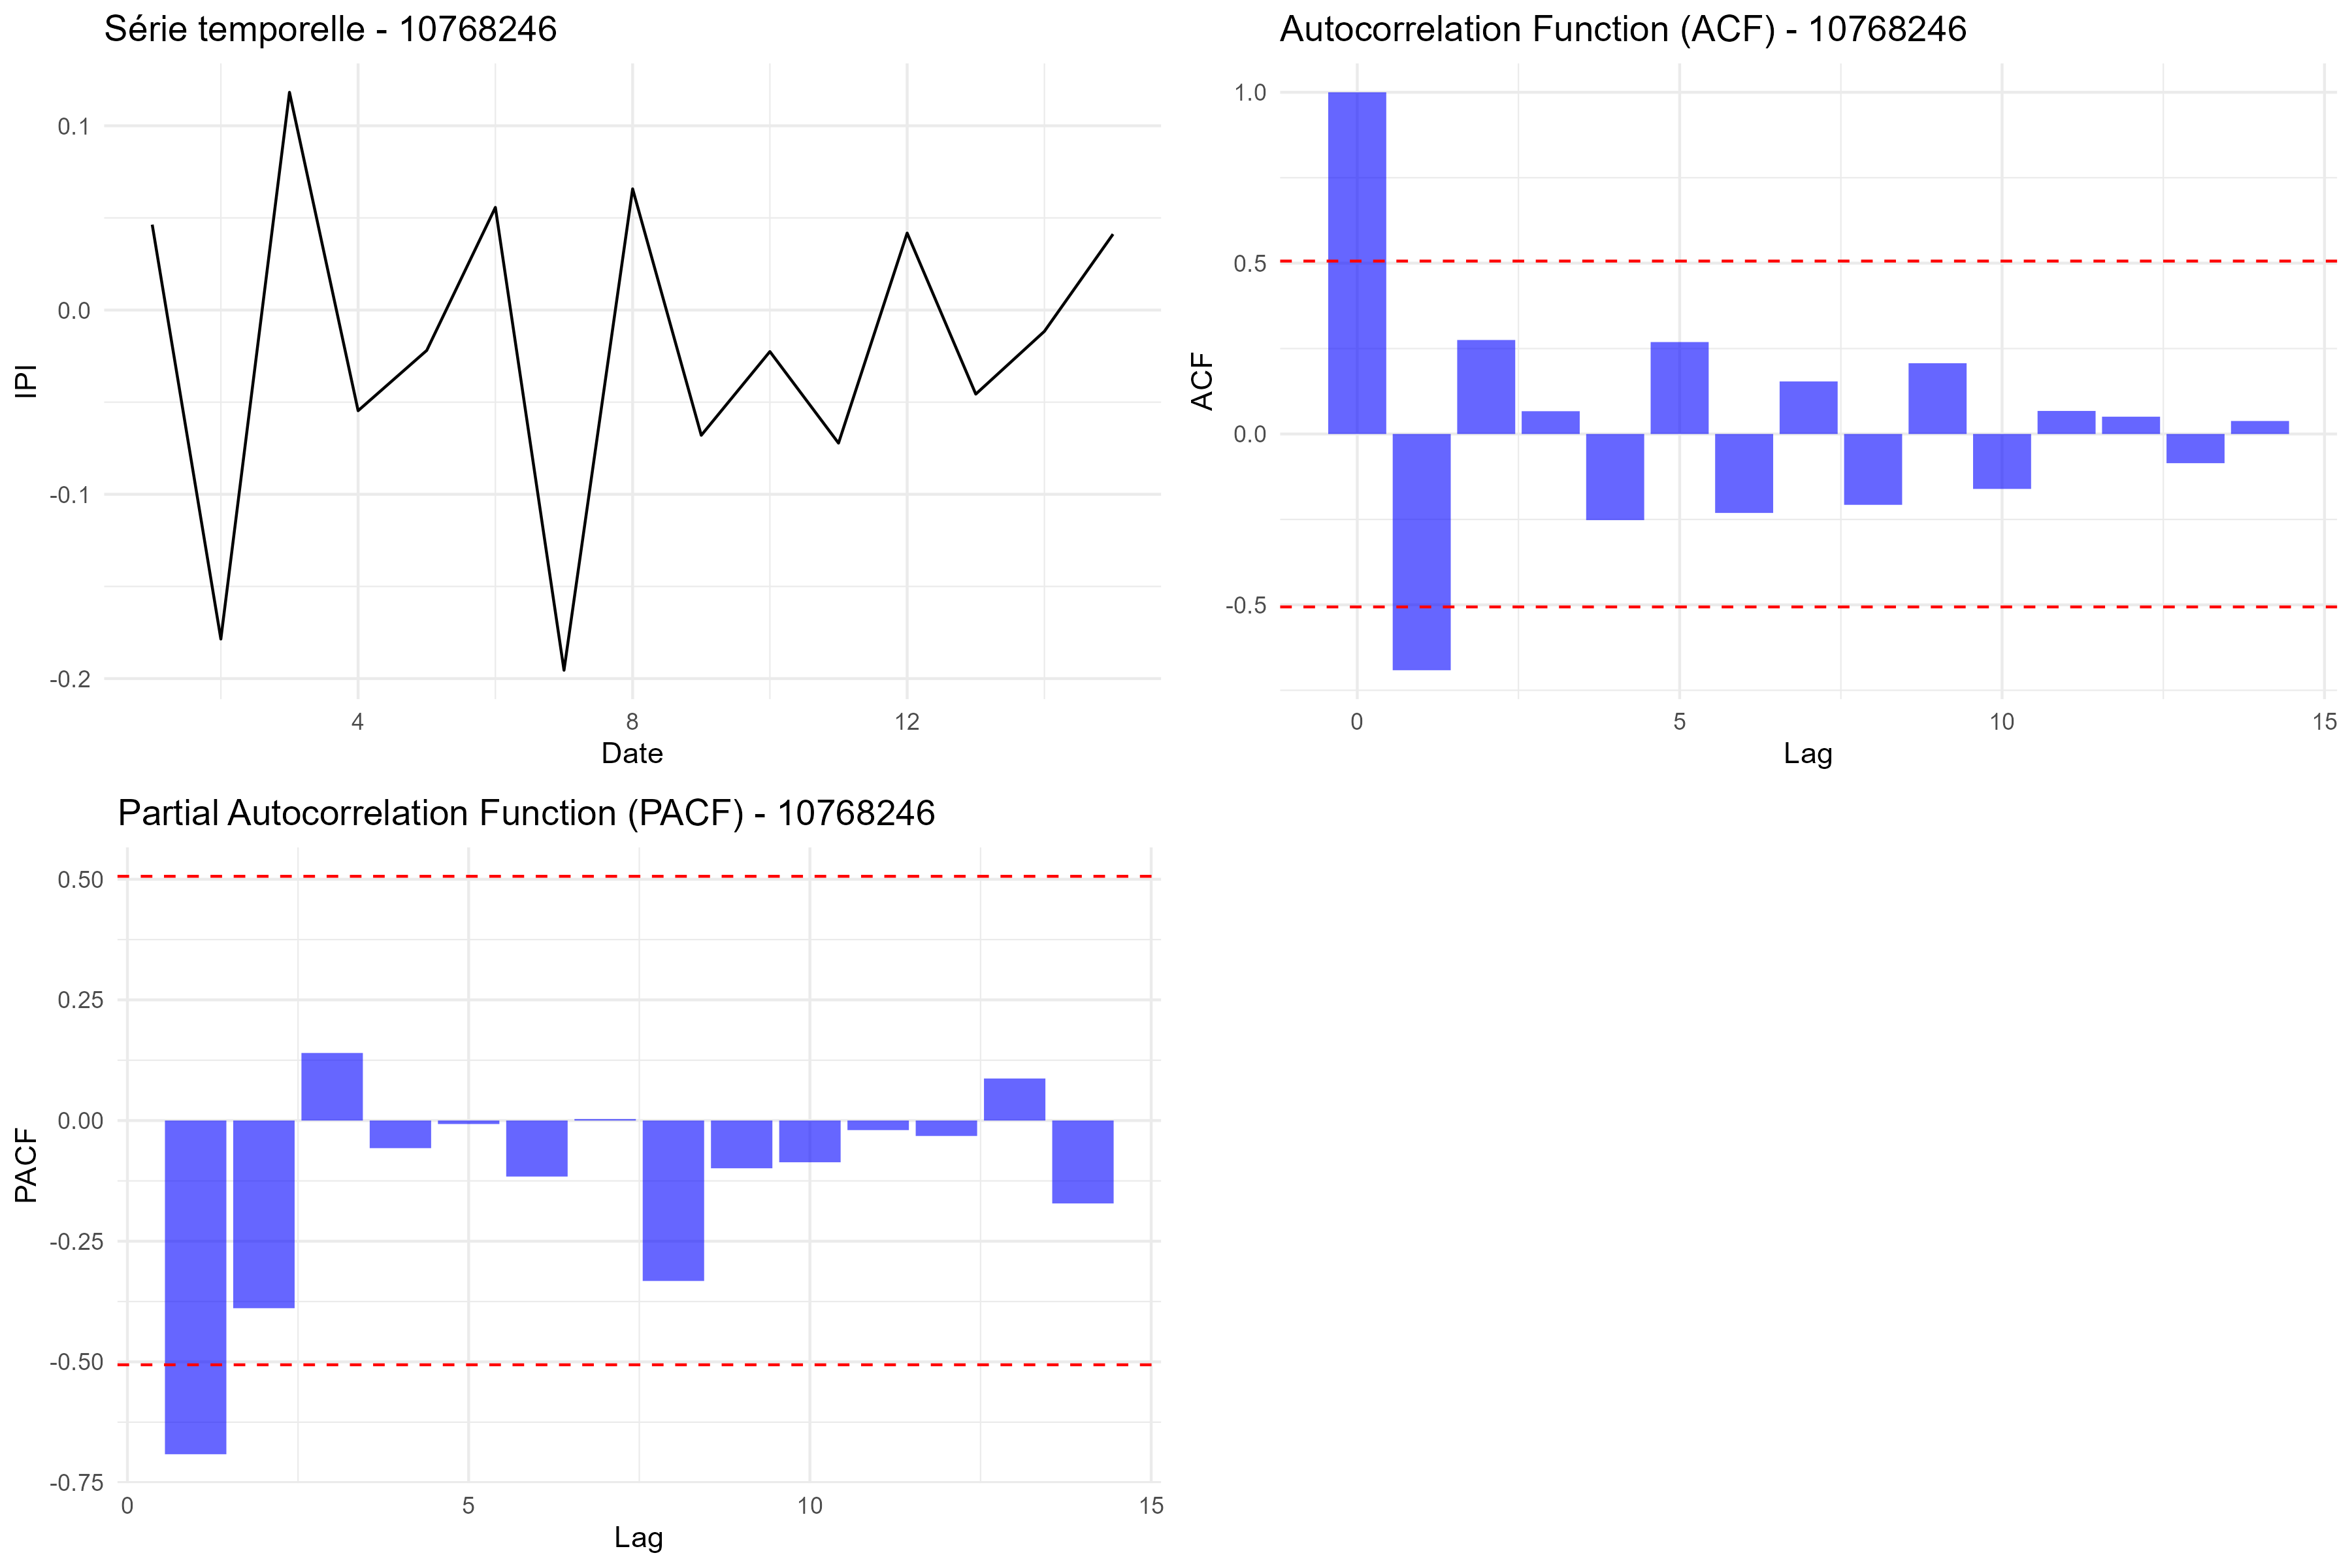 Série temporelle - 10768246
IPI
0.1
0.0
-0.1
-0.2
4
8
12
Date
Autocorrelation Function (ACF) - 10768246
ACF
1.0
0.5
0.0
-0.5
0
5
10
15
Lag
Partial Autocorrelation Function (PACF) - 10768246
PACF
0.50
0.25
0.00
-0.25
-0.50
-0.75
0
5
10
15
Lag